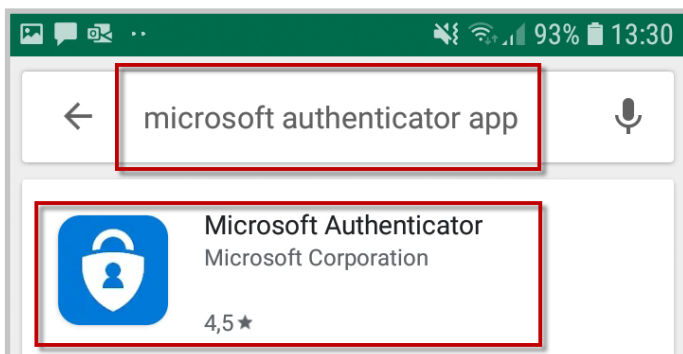 93% 13:30
microsoft authenticator app
Microsoft Authenticator
Microsoft Corporation
4,5★